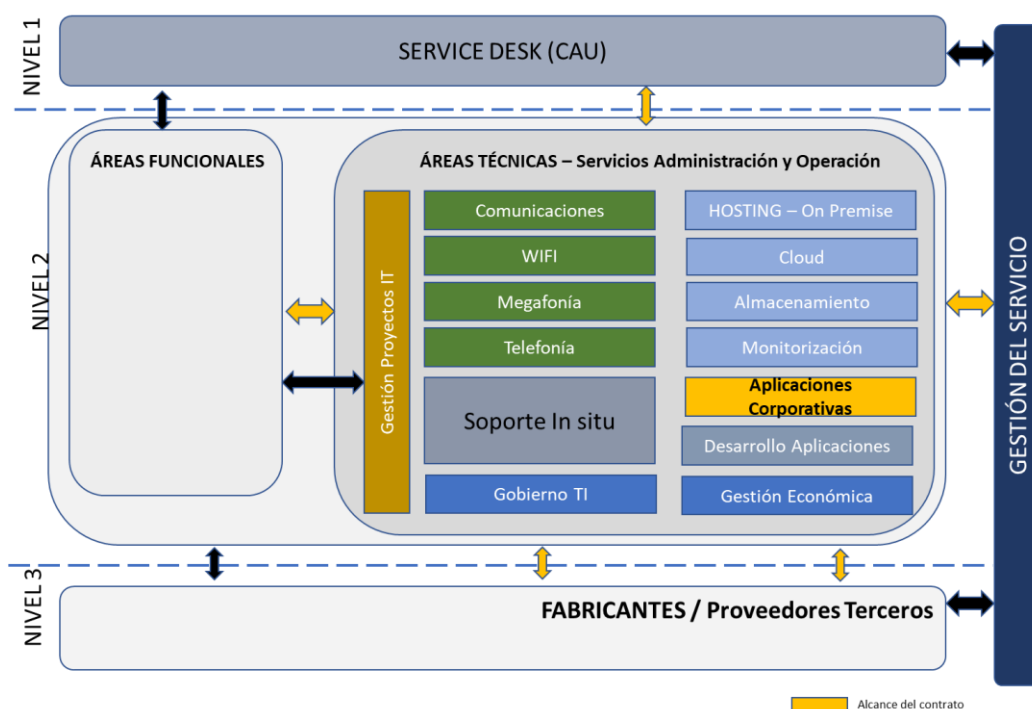 NIVEL 1
SERVICE DESK (CAU)
NIVEL 2
ÁREAS FUNCIONALES
ÁREAS TÉCNICAS – Servicios Administración y Operación
Gestión Proyectos IT
Comunicaciones
WIFI
Megafonía
Telefonía
Soporte In situ
Gobierno TI
HOSTING – On Premise
Cloud
Almacenamiento
Monitorización
Aplicaciones
Corporativas
Desarrollo Aplicaciones
Gestión Económica
GESTIÓN DEL SERVICIO
NIVEL 3
FABRICANTES / Proveedores Terceros
Alcance del contrato